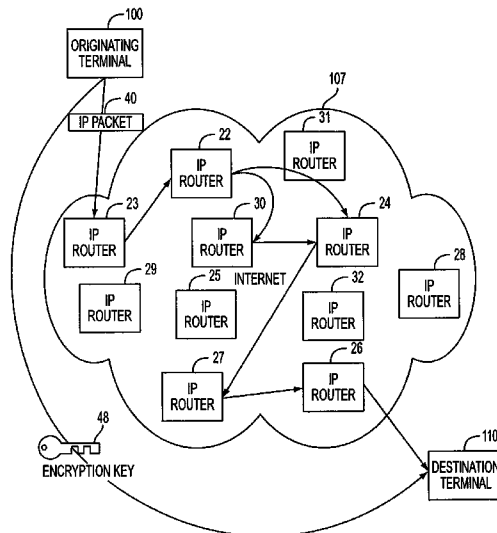 100
ORIGINATING
TERMINAL
40
IP PACKET
107
31
IP
ROUTER
22
IP
ROUTER
23
IP
ROUTER
30
IP
ROUTER
24
IP
ROUTER
28
IP
ROUTER
29
IP
ROUTER
25
IP
ROUTER
INTERNET
32
IP
ROUTER
27
IP
ROUTER
26
IP
ROUTER
48
ENCRYPTION KEY
110
DESTINATION
TERMINAL